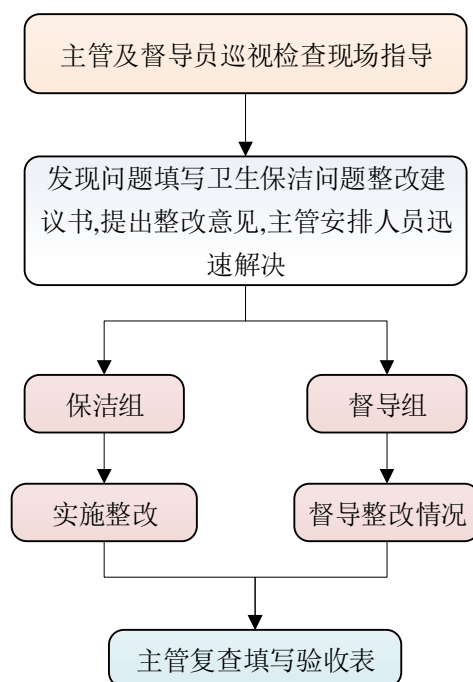 主管及督导员巡视检查现场指导
发现问题填写卫生保洁问题整改建
议书,提出整改意见,主管安排人员迅
速解决
保洁组
督导组
实施整改
督导整改情况
主管复查填写验收表